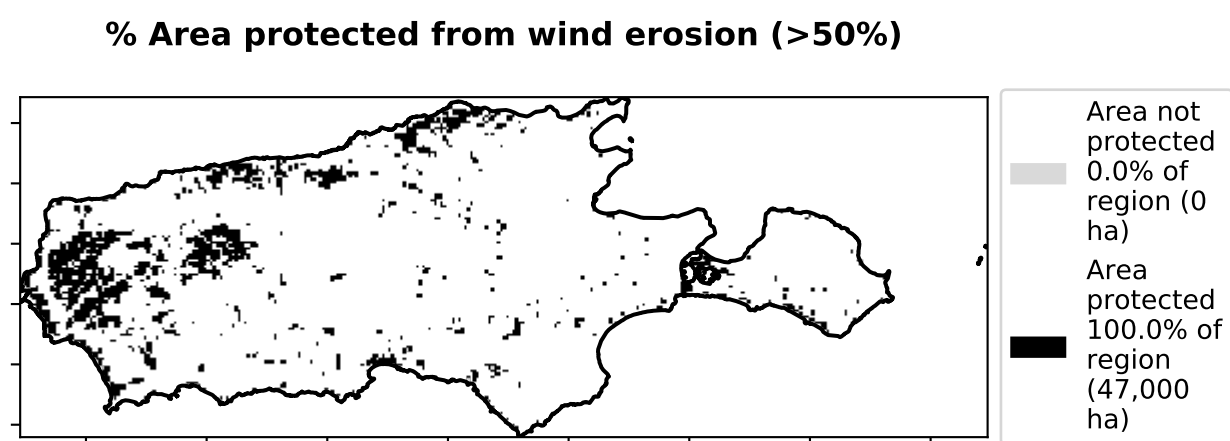 % Area protected from wind erosion (>50%)
Area not
protected
0.0% of
region (0
ha)
Area
protected
100.0% of
region
(47,000
ha)